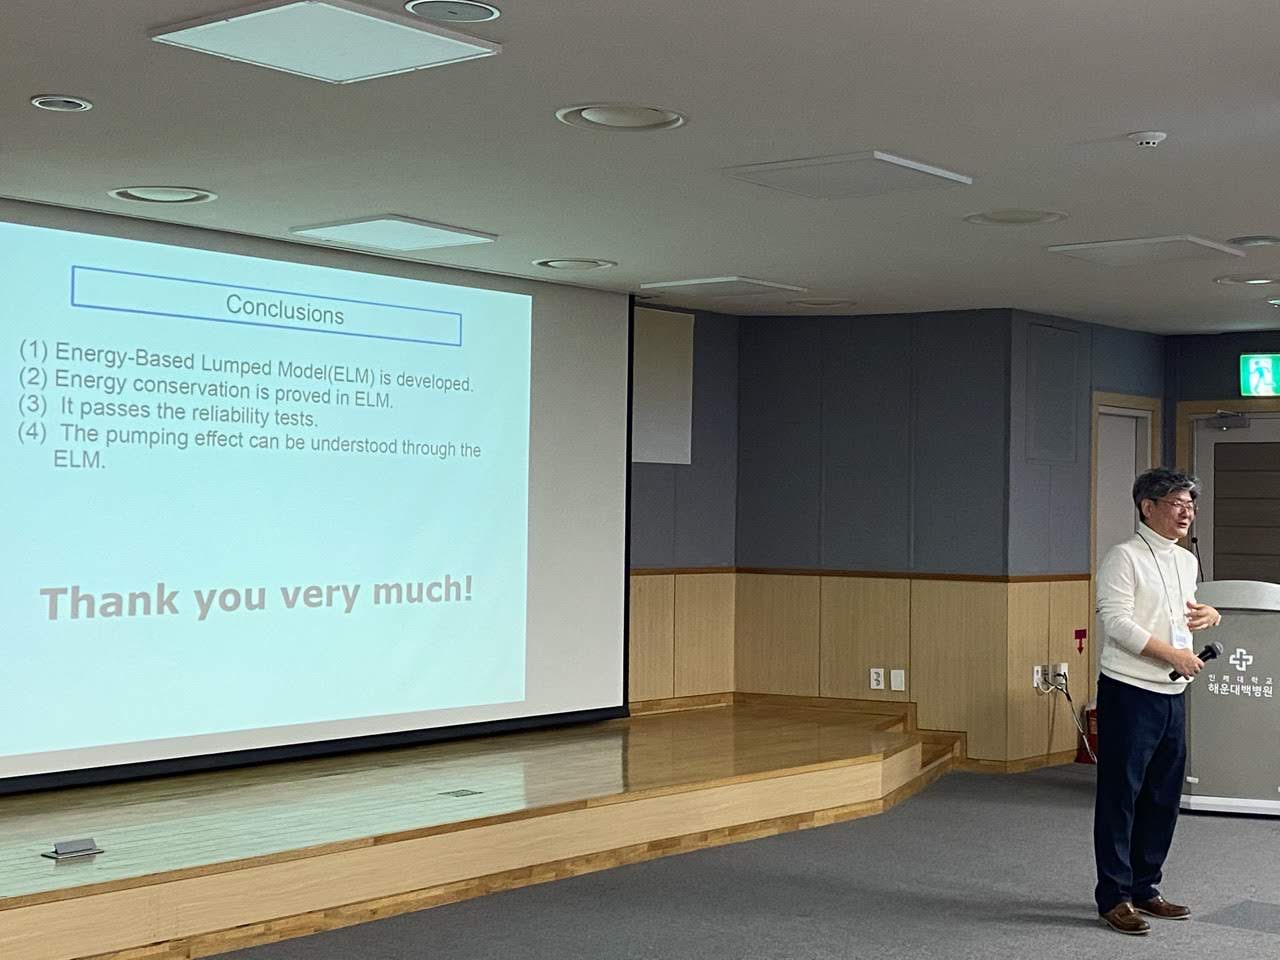 Conclusions
(1) Energy-Based Lumped Model(ELM) is developed.
(2) Energy conservation is proved in ELM.
(3) It passes the reliability tests.
(4) The pumping effect can be understood through the
ELM.
Thank you very much!
인제대학교
해운대백병원